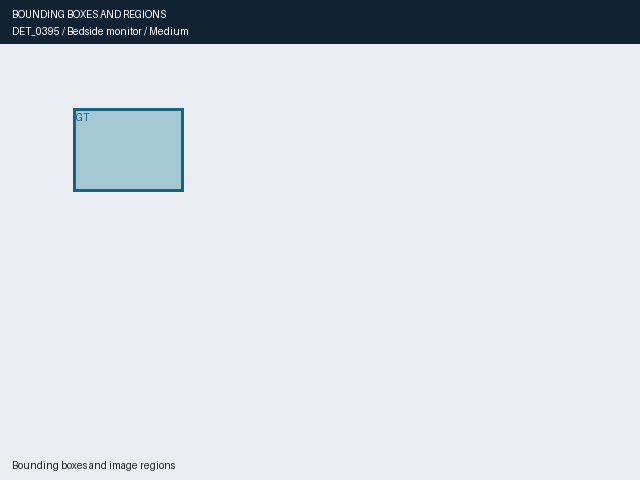 BOUNDING BOXES AND REGIONS
DET_0395 / Bedside monitor / Medium
GT
Bounding boxes and image regions